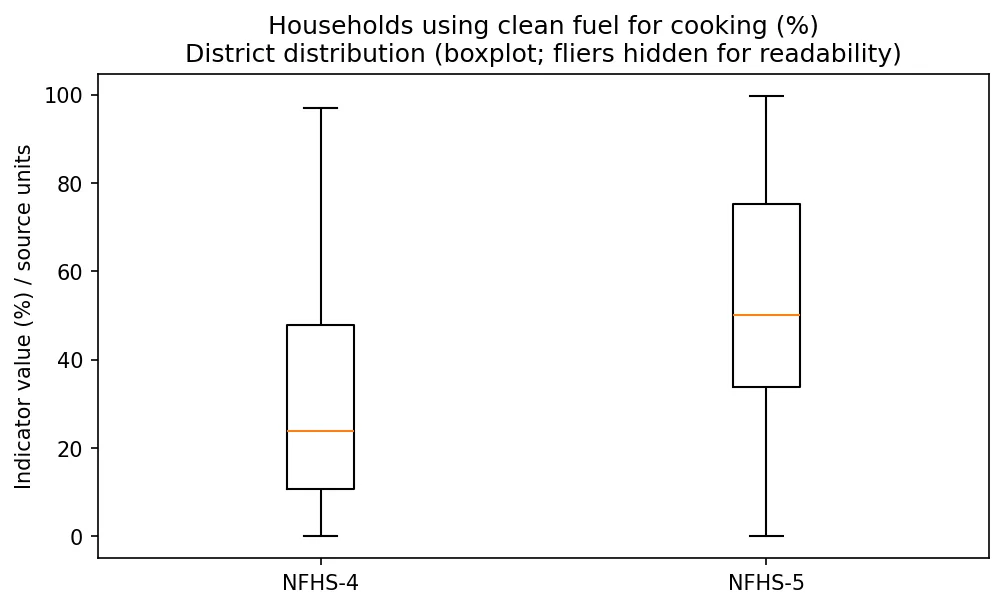 Households using clean fuel for cooking (%)
District distribution (boxplot; fliers hidden for readability)
Indicator value (%) / source units
100
80
60
40
20
0
NFHS-4
NFHS-5